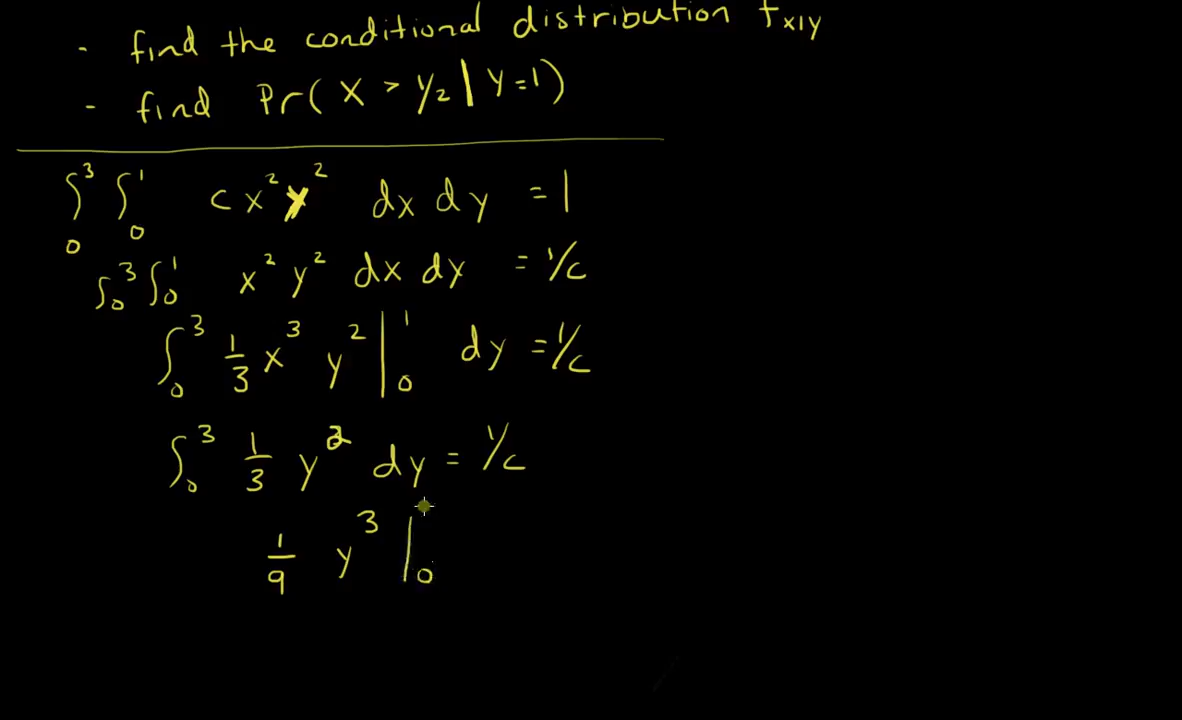 - find the conditional distribution f_{X|Y}
- find Pr(X > 1/2 | Y=1)
∫_0^3 ∫_0^1 c x^2 y^2 dx dy = 1
∫_0^3 ∫_0^1 x^2 y^2 dx dy = 1/c
∫_0^3 1/3 x^3 y^2 |_0^1 dy = 1/c
∫_0^3 1/3 y^2 dy = 1/c
1/9 y^3 |_0